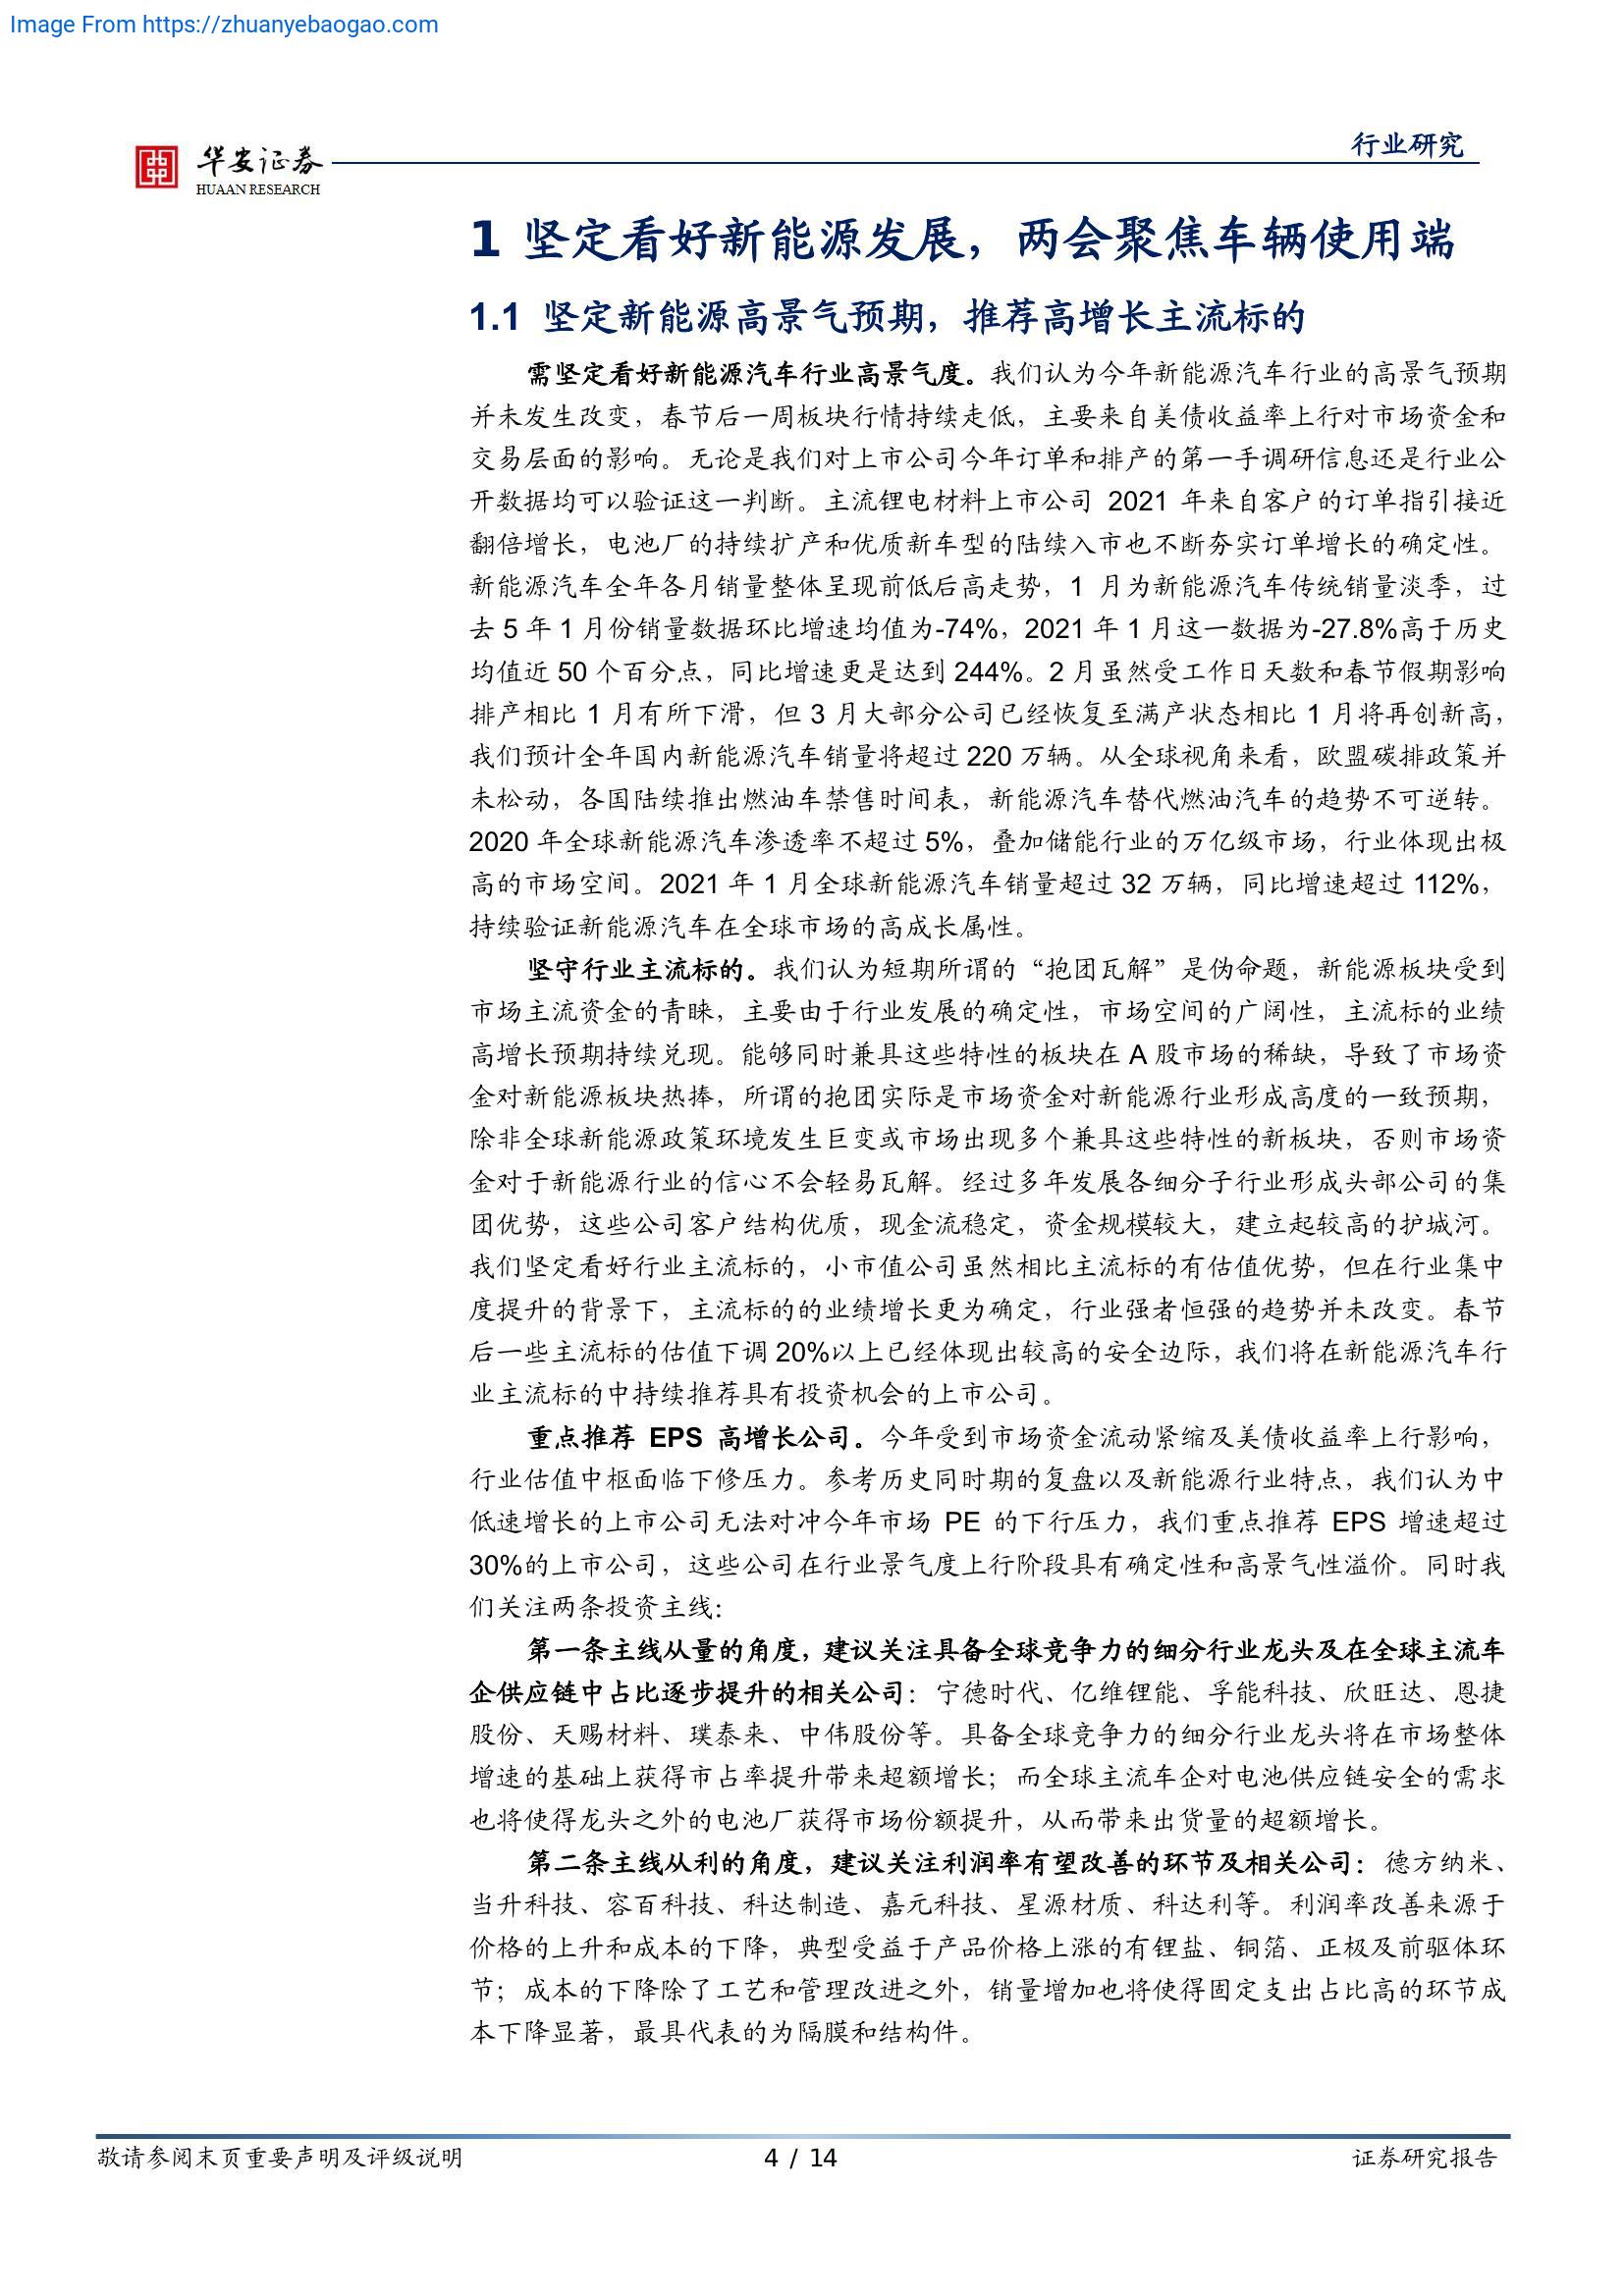 Image From https://zhuanyebaogao.com
华安证券
HUAAN RESEARCH
行业研究
1 坚定看好新能源发展，两会聚焦车辆使用端
1.1 坚定新能源高景气预期，推荐高增长主流标的
需坚定看好新能源汽车行业高景气度。我们认为今年新能源汽车行业的高景气预期
并未发生改变，春节后一周板块行情持续走低，主要来自美债收益率上行对市场资金和
交易层面的影响。无论是我们对上市公司今年订单和排产的第一手调研信息还是行业公
开数据均可以验证这一判断。主流锂电材料上市公司 2021 年来自客户的订单指引接近
翻倍增长，电池厂的持续扩产和优质新车型的陆续入市也不断夯实订单增长的确定性。
新能源汽车全年各月销量整体呈现前低后高走势，1 月为新能源汽车传统销量淡季，过
去 5 年 1 月份销量数据环比增速均值为-74%，2021 年 1 月这一数据为-27.8%高于历史
均值近 50 个百分点，同比增速更是达到 244%。2 月虽然受工作日天数和春节假期影响
排产相比 1 月有所下滑，但 3 月大部分公司已经恢复至满产状态相比 1 月将再创新高，
我们预计全年国内新能源汽车销量将超过 220 万辆。从全球视角来看，欧盟碳排政策并
未松动，各国陆续推出燃油车禁售时间表，新能源汽车替代燃油汽车的趋势不可逆转。
2020 年全球新能源汽车渗透率不超过 5%，叠加储能行业的万亿级市场，行业体现出极
高的市场空间。2021 年 1 月全球新能源汽车销量超过 32 万辆，同比增速超过 112%，
持续验证新能源汽车在全球市场的高成长属性。
坚守行业主流标的。我们认为短期所谓的“抱团瓦解”是伪命题，新能源板块受到
市场主流资金的青睐，主要由于行业发展的确定性，市场空间的广阔性，主流标的业绩
高增长预期持续兑现。能够同时兼具这些特性的板块在 A 股市场的稀缺，导致了市场资
金对新能源板块热捧，所谓的抱团实际是市场资金对新能源行业形成高度的一致预期，
除非全球新能源政策环境发生巨变或市场出现多个兼具这些特性的新板块，否则市场资
金对于新能源行业的信心不会轻易瓦解。经过多年发展各细分子行业形成头部公司的集
团优势，这些公司客户结构优质，现金流稳定，资金规模较大，建立起较高的护城河。
我们坚定看好行业主流标的，小市值公司虽然相比主流标的有估值优势，但在行业集中
度提升的背景下，主流标的的业绩增长更为确定，行业强者恒强的趋势并未改变。春节
后一些主流标的估值下调 20%以上已经体现出较高的安全边际，我们将在新能源汽车行
业主流标的中持续推荐具有投资机会的上市公司。
重点推荐 EPS 高增长公司。今年受到市场资金流动紧缩及美债收益率上行影响，
行业估值中枢面临下修压力。参考历史同时期的复盘以及新能源行业特点，我们认为中
低速增长的上市公司无法对冲今年市场 PE 的下行压力，我们重点推荐 EPS 增速超过
30%的上市公司，这些公司在行业景气度上行阶段具有确定性和高景气性溢价。同时我
们关注两条投资主线：
第一条主线从量的角度，建议关注具备全球竞争力的细分行业龙头及在全球主流车
企供应链中占比逐步提升的相关公司：宁德时代、亿维锂能、孚能科技、欣旺达、恩捷
股份、天赐材料、璞泰来、中伟股份等。具备全球竞争力的细分行业龙头将在市场整体
增速的基础上获得市占率提升带来超额增长；而全球主流车企对电池供应链安全的需求
也将使得龙头之外的电池厂获得市场份额提升，从而带来出货量的超额增长。
第二条主线从利的角度，建议关注利润率有望改善的环节及相关公司：德方纳米、
当升科技、容百科技、科达制造、嘉元科技、星源材质、科达利等。利润率改善来源于
价格的上升和成本的下降，典型受益于产品价格上涨的有锂盐、铜箔、正极及前驱体环
节；成本的下降除了工艺和管理改进之外，销量增加也将使得固定支出占比高的环节成
本下降显著，最具代表的为隔膜和结构件。
敬请参阅末页重要声明及评级说明
4 / 14
证券研究报告